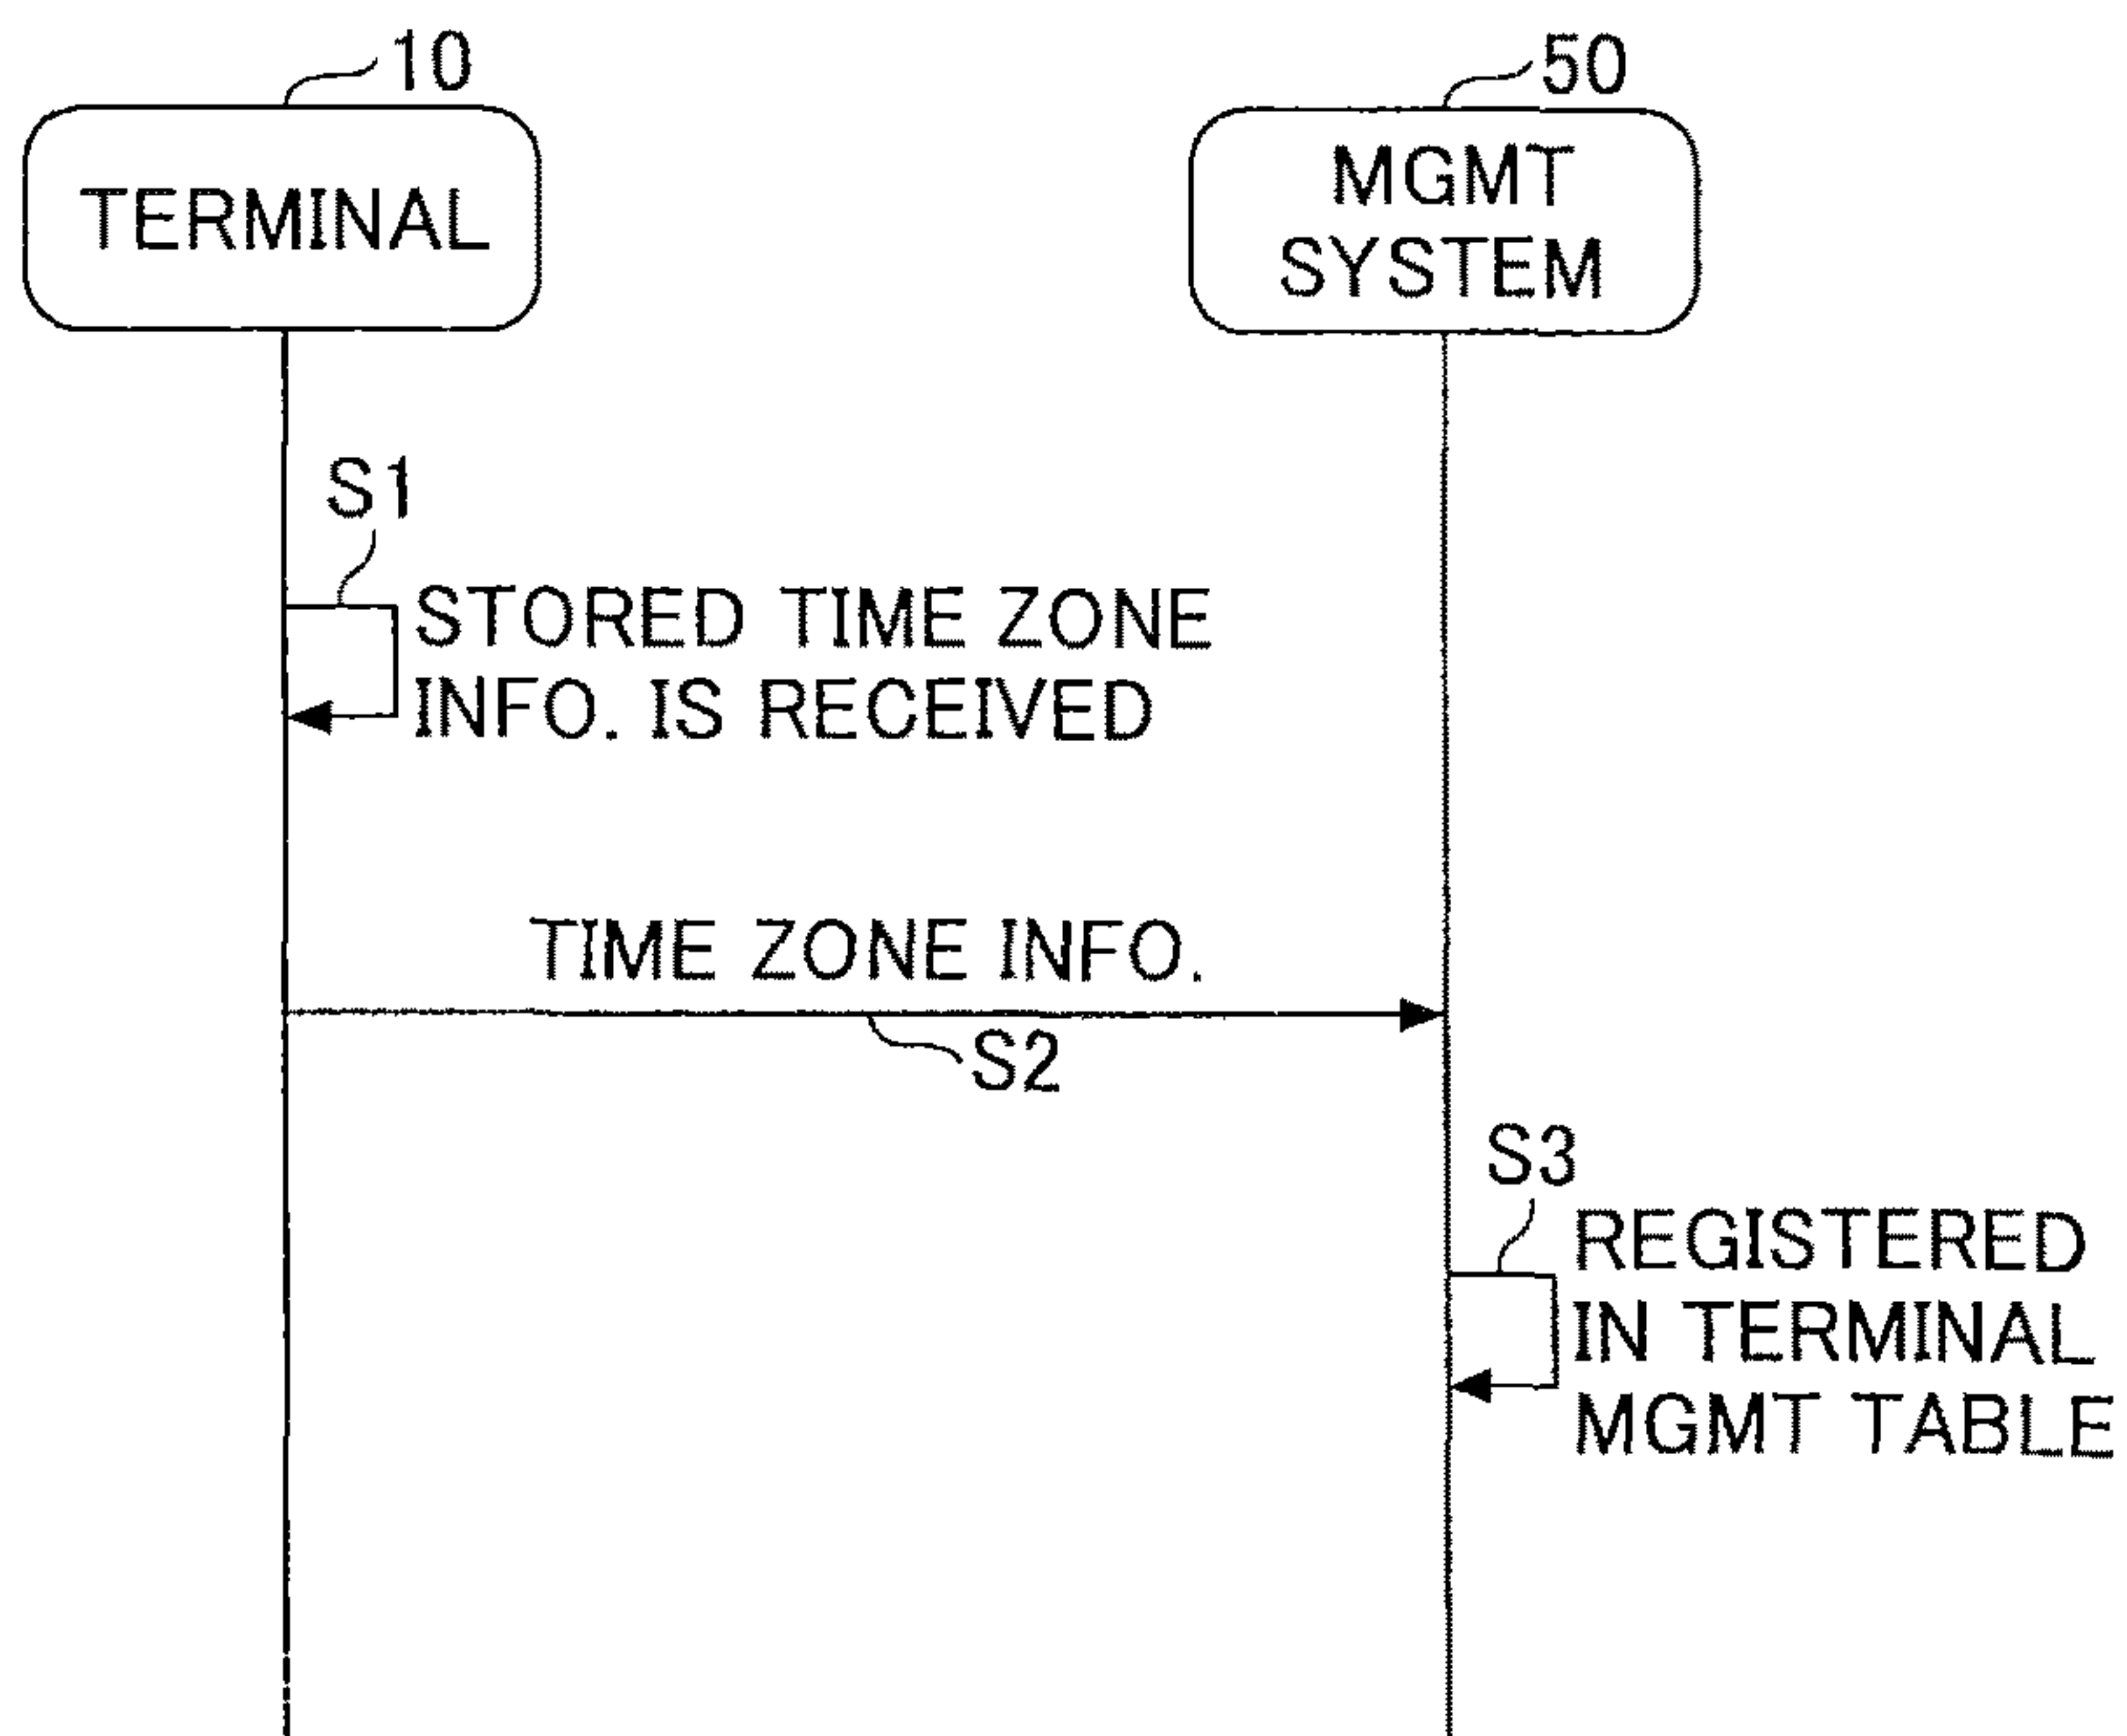 10
TERMINAL
50
MGMT
SYSTEM
S1
STORED TIME ZONE
INFO. IS RECEIVED
TIME ZONE INFO.
S2
S3
REGISTERED
IN TERMINAL
MGMT TABLE